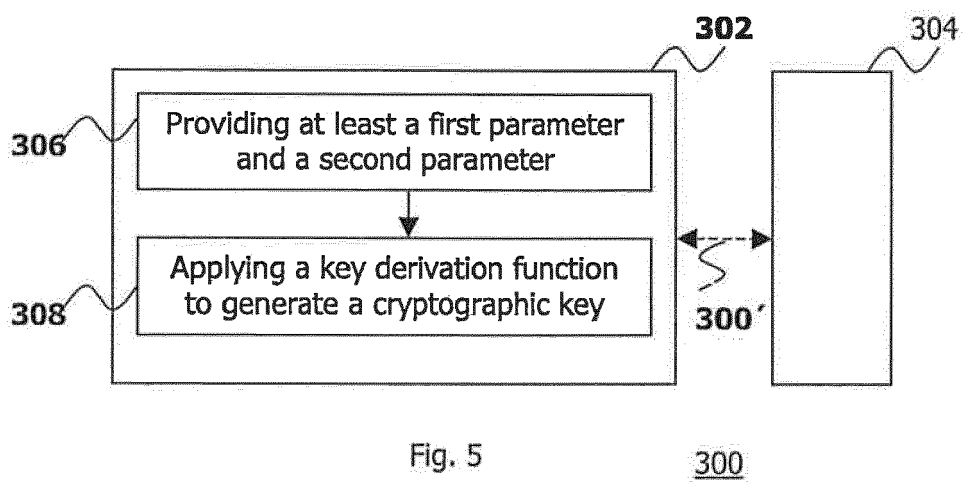 302
304
306
Providing at least a first parameter
and a second parameter
308
Applying a key derivation function
to generate a cryptographic key
300´
Fig. 5
300